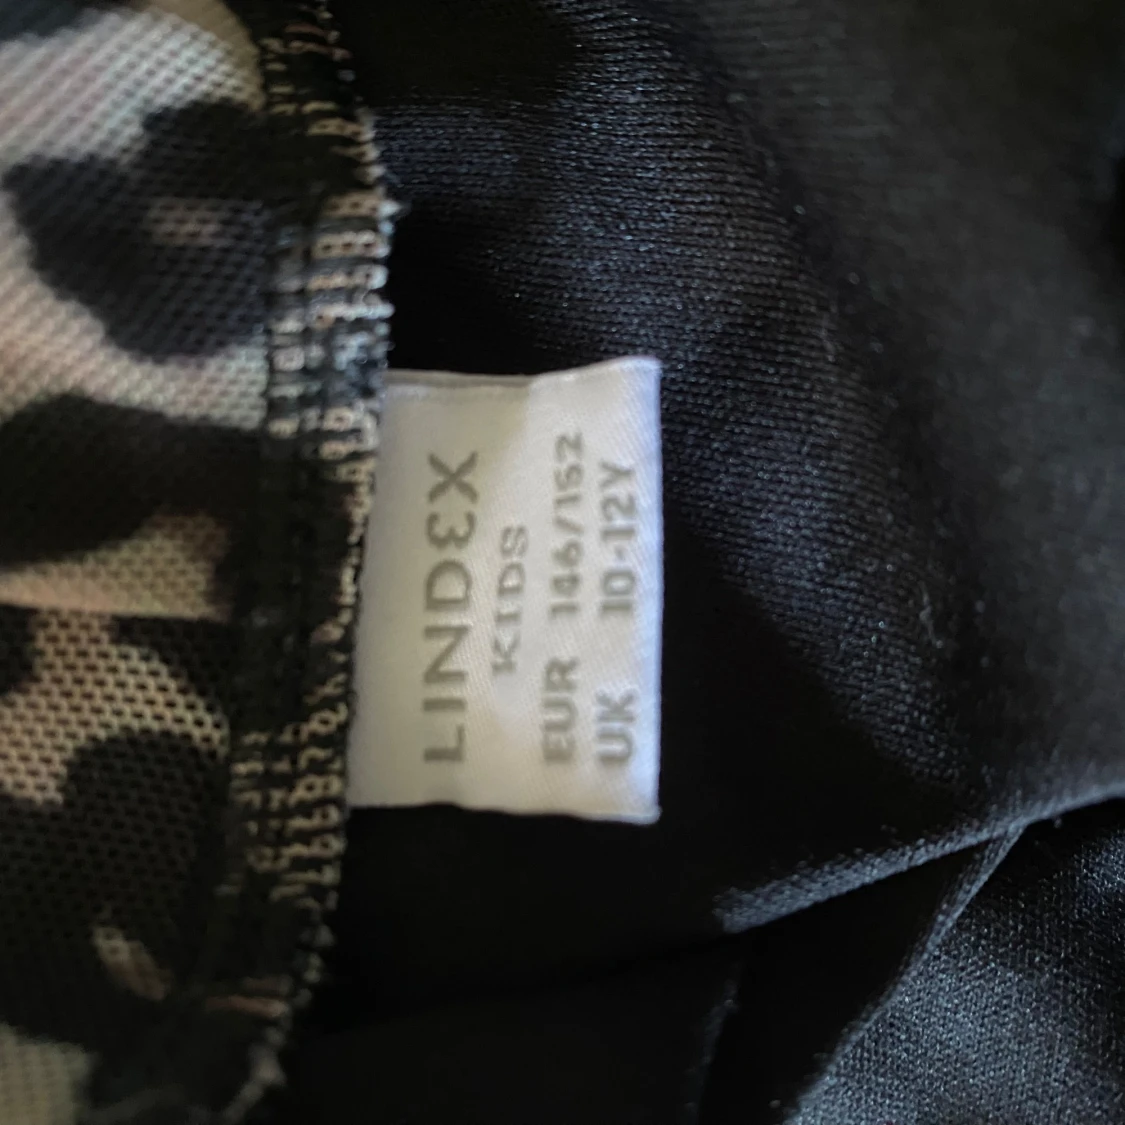 LINDEX
KIDS
EUR 146/152
UK 10-12Y